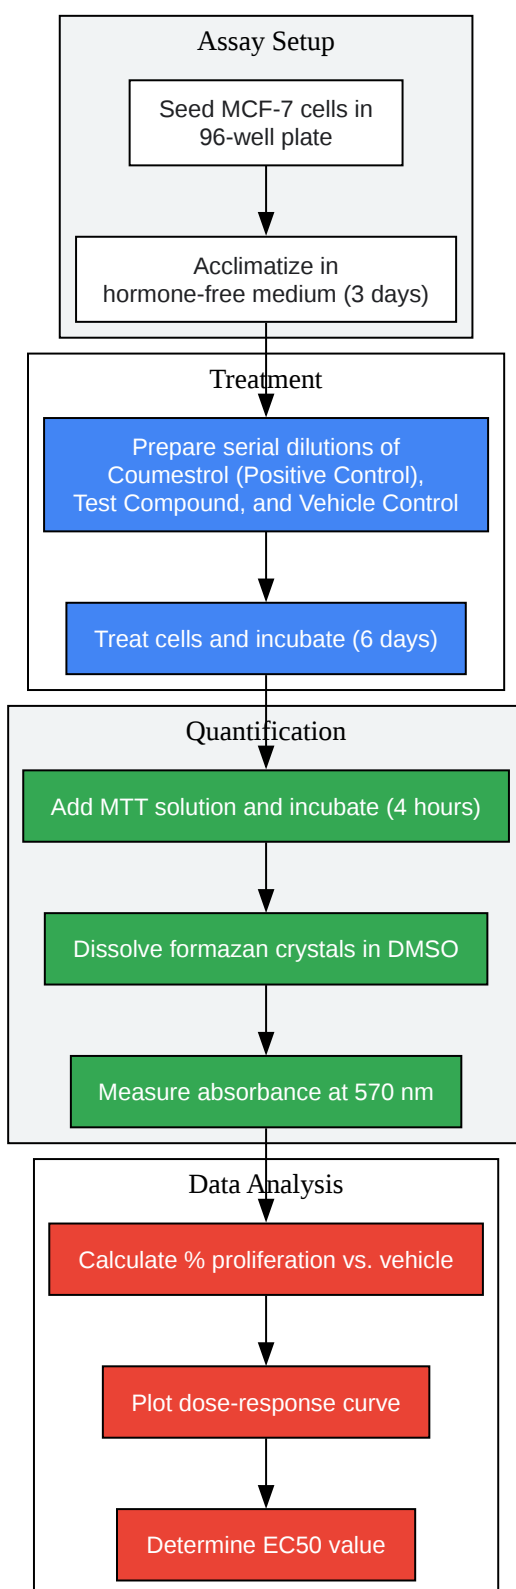 Assay Setup
Seed MCF-7 cells in
96-well plate
Acclimatize in
hormone-free medium (3 days)
Treatment
Prepare serial dilutions of
Coumestrol (Positive Control),
Test Compound, and Vehicle Control
Treat cells and incubate (6 days)
Quantification
Add MTT solution and incubate (4 hours)
Dissolve formazan crystals in DMSO
Measure absorbance at 570 nm
Data Analysis
Calculate % proliferation vs. vehicle
Plot dose-response curve
Determine EC50 value